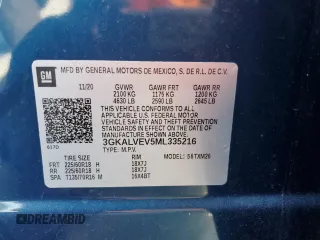 GM
MFD BY GENERAL MOTORS DE MEXICO, S. DE R.L. DE C.V.
11/20 GVWR GAWR FRT GAWR RR
2100 KG 1175 KG 1200 KG
4630 LB 2590 LB 2645 LB
THIS VEHICLE CONFORMS TO ALL APPLICABLE
U.S. FEDERAL MOTOR VEHICLE SAFETY, BUMPER,
AND THEFT PREVENTION STANDARDS IN EFFECT
ON THE DATE OF MANUFACTURE SHOWN ABOVE.
3GKALVEV5ML335216
TYPE: M.P.V. MODEL:
TIRE SIZE RIM
FRT 225/60R18 H 18X7J
RR 225/60R18 H 18X7J
SPA T135/70R16 M 16X4BT
DREAMBID